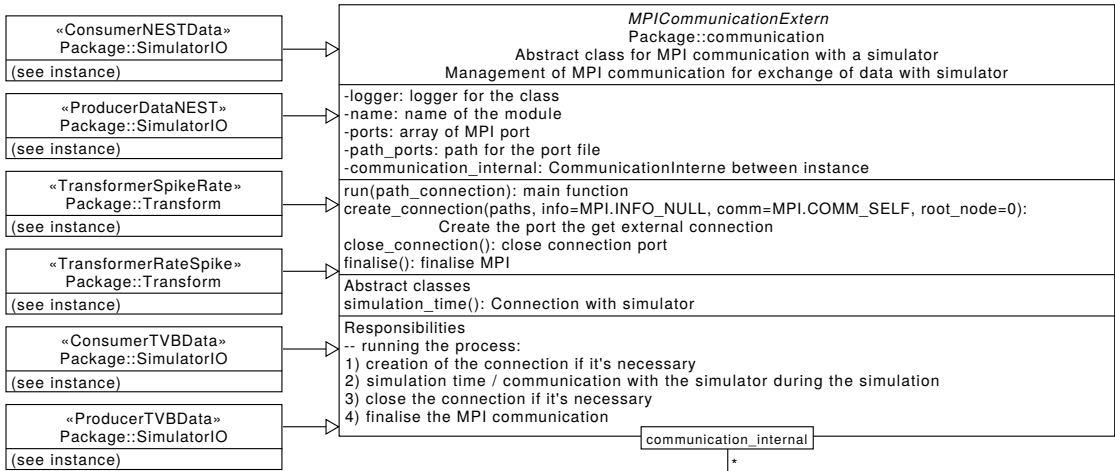 «ConsumerNESTData»
Package::SimulatorIO
(see instance)
«ProducerDataNEST»
Package::SimulatorIO
(see instance)
«TransformerSpikeRate»
Package::Transform
(see instance)
«TransformerRateSpike»
Package::Transform
(see instance)
«ConsumerTVBData»
Package::SimulatorIO
(see instance)
«ProducerTVBData»
Package::SimulatorIO
(see instance)
MPICommunicationExtern
Package::communication
Abstract class for MPI communication with a simulator
Management of MPI communication for exchange of data with simulator
-logger: logger for the class
-name: name of the module
-ports: array of MPI port
-path_ports: path for the port file
-communication_internal: CommunicationInterne between instance
run(path_connection): main function
create_connection(paths, info=MPI.INFO_NULL, comm=MPI.COMM_SELF, root_node=0):
Create the port the get external connection
close_connection(): close connection port
finalise(): finalise MPI
Abstract classes
simulation_time(): Connection with simulator
Responsibilities
-- running the process:
1) creation of the connection if it's necessary
2) simulation time / communication with the simulator during the simulation
3) close the connection if it's necessary
4) finalise the MPI communication
communication_internal
*